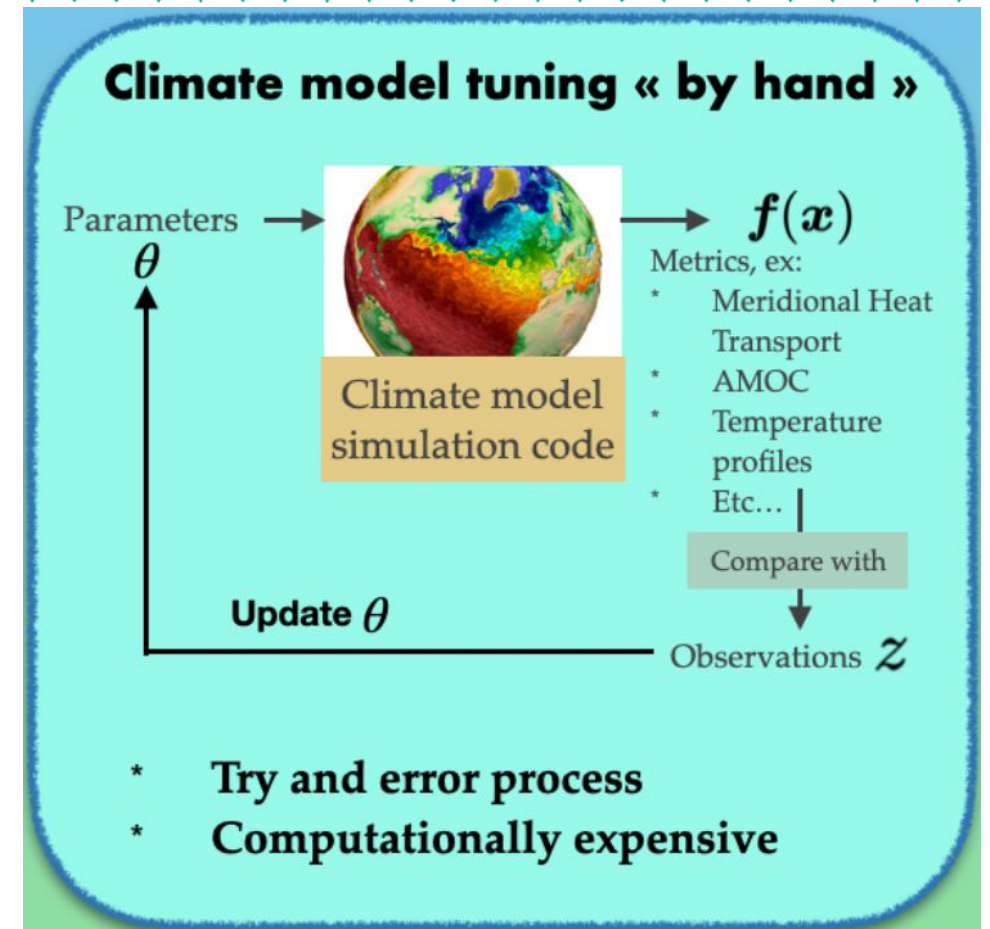 Climate model tuning « by hand »
Parameters
θ
Climate model
simulation code
f(x)
Metrics, ex:
* Meridional Heat
Transport
* AMOC
* Temperature
profiles
* Etc...
Compare with
Observations z
Update θ
* Try and error process
* Computationally expensive